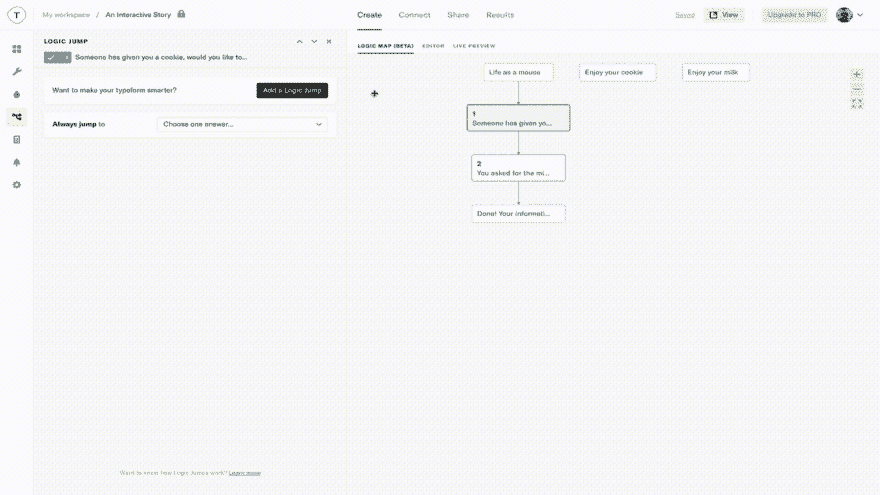 T My workspace / An Interactive Story
Create Connect Share Results
Saved View Upgrade to PRO
LOGIC JUMP
1 Someone has given you a cookie, would you like to...
Want to make your typeform smarter? Add a Logic Jump
Always jump to Choose one answer...
Want to know how Logic Jumps work? Learn more
LOGIC MAP (BETA) EDITOR LIVE PREVIEW
Life as a mouse Enjoy your cookie Enjoy your milk
1
Someone has given yo...
2
You asked for the mi...
Done! Your informati...